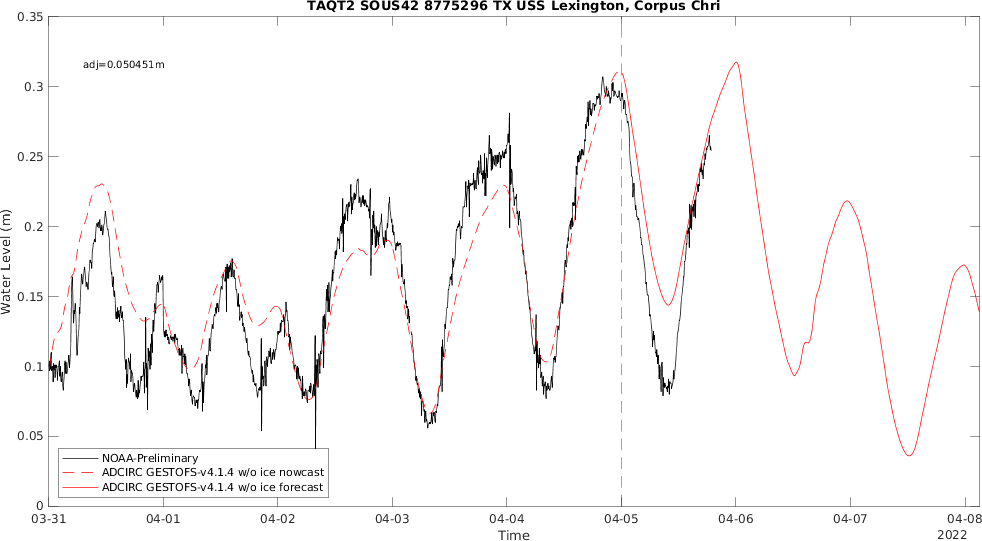 TAQT2 SOUS42 8775296 TX USS Lexington, Corpus Chri
0.35
adj=0.050451m
0.3
0.25
0.2
Water Level (m)
0.15
0.1
0.05
NOAA-Preliminary
ADCIRC GESTOFS-v4.1.4 w/o ice nowcast
ADCIRC GESTOFS-v4.1.4 w/o ice forecast
0
03-31 04-01 04-02 04-03 04-04 04-05 04-06 04-07 04-08
Time
2022